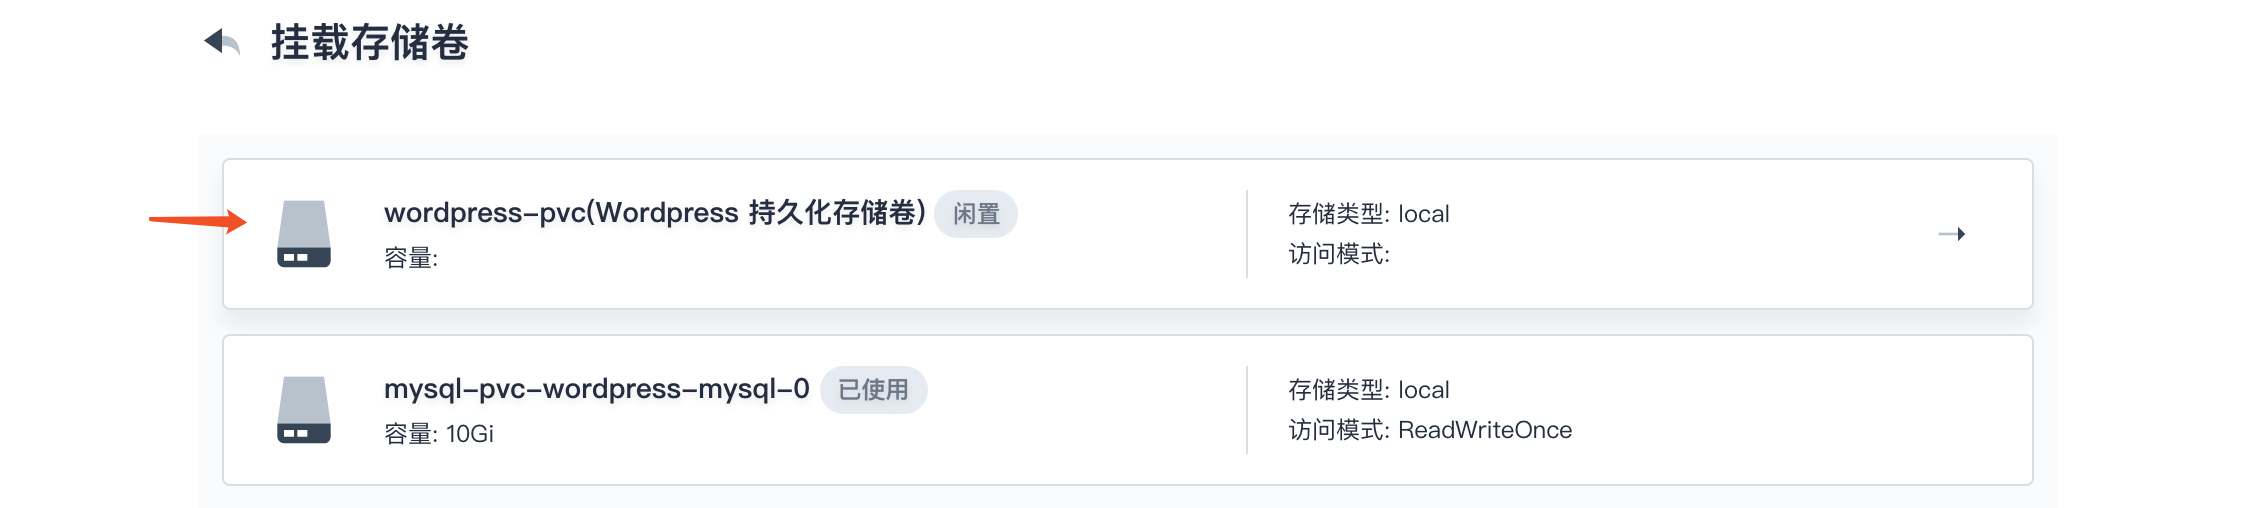 挂载存储卷
wordpress-pvc(Wordpress 持久化存储卷) 闲置
容量:
存储类型: local
访问模式:
mysql-pvc-wordpress-mysql-0 已使用
容量: 10Gi
存储类型: local
访问模式: ReadWriteOnce